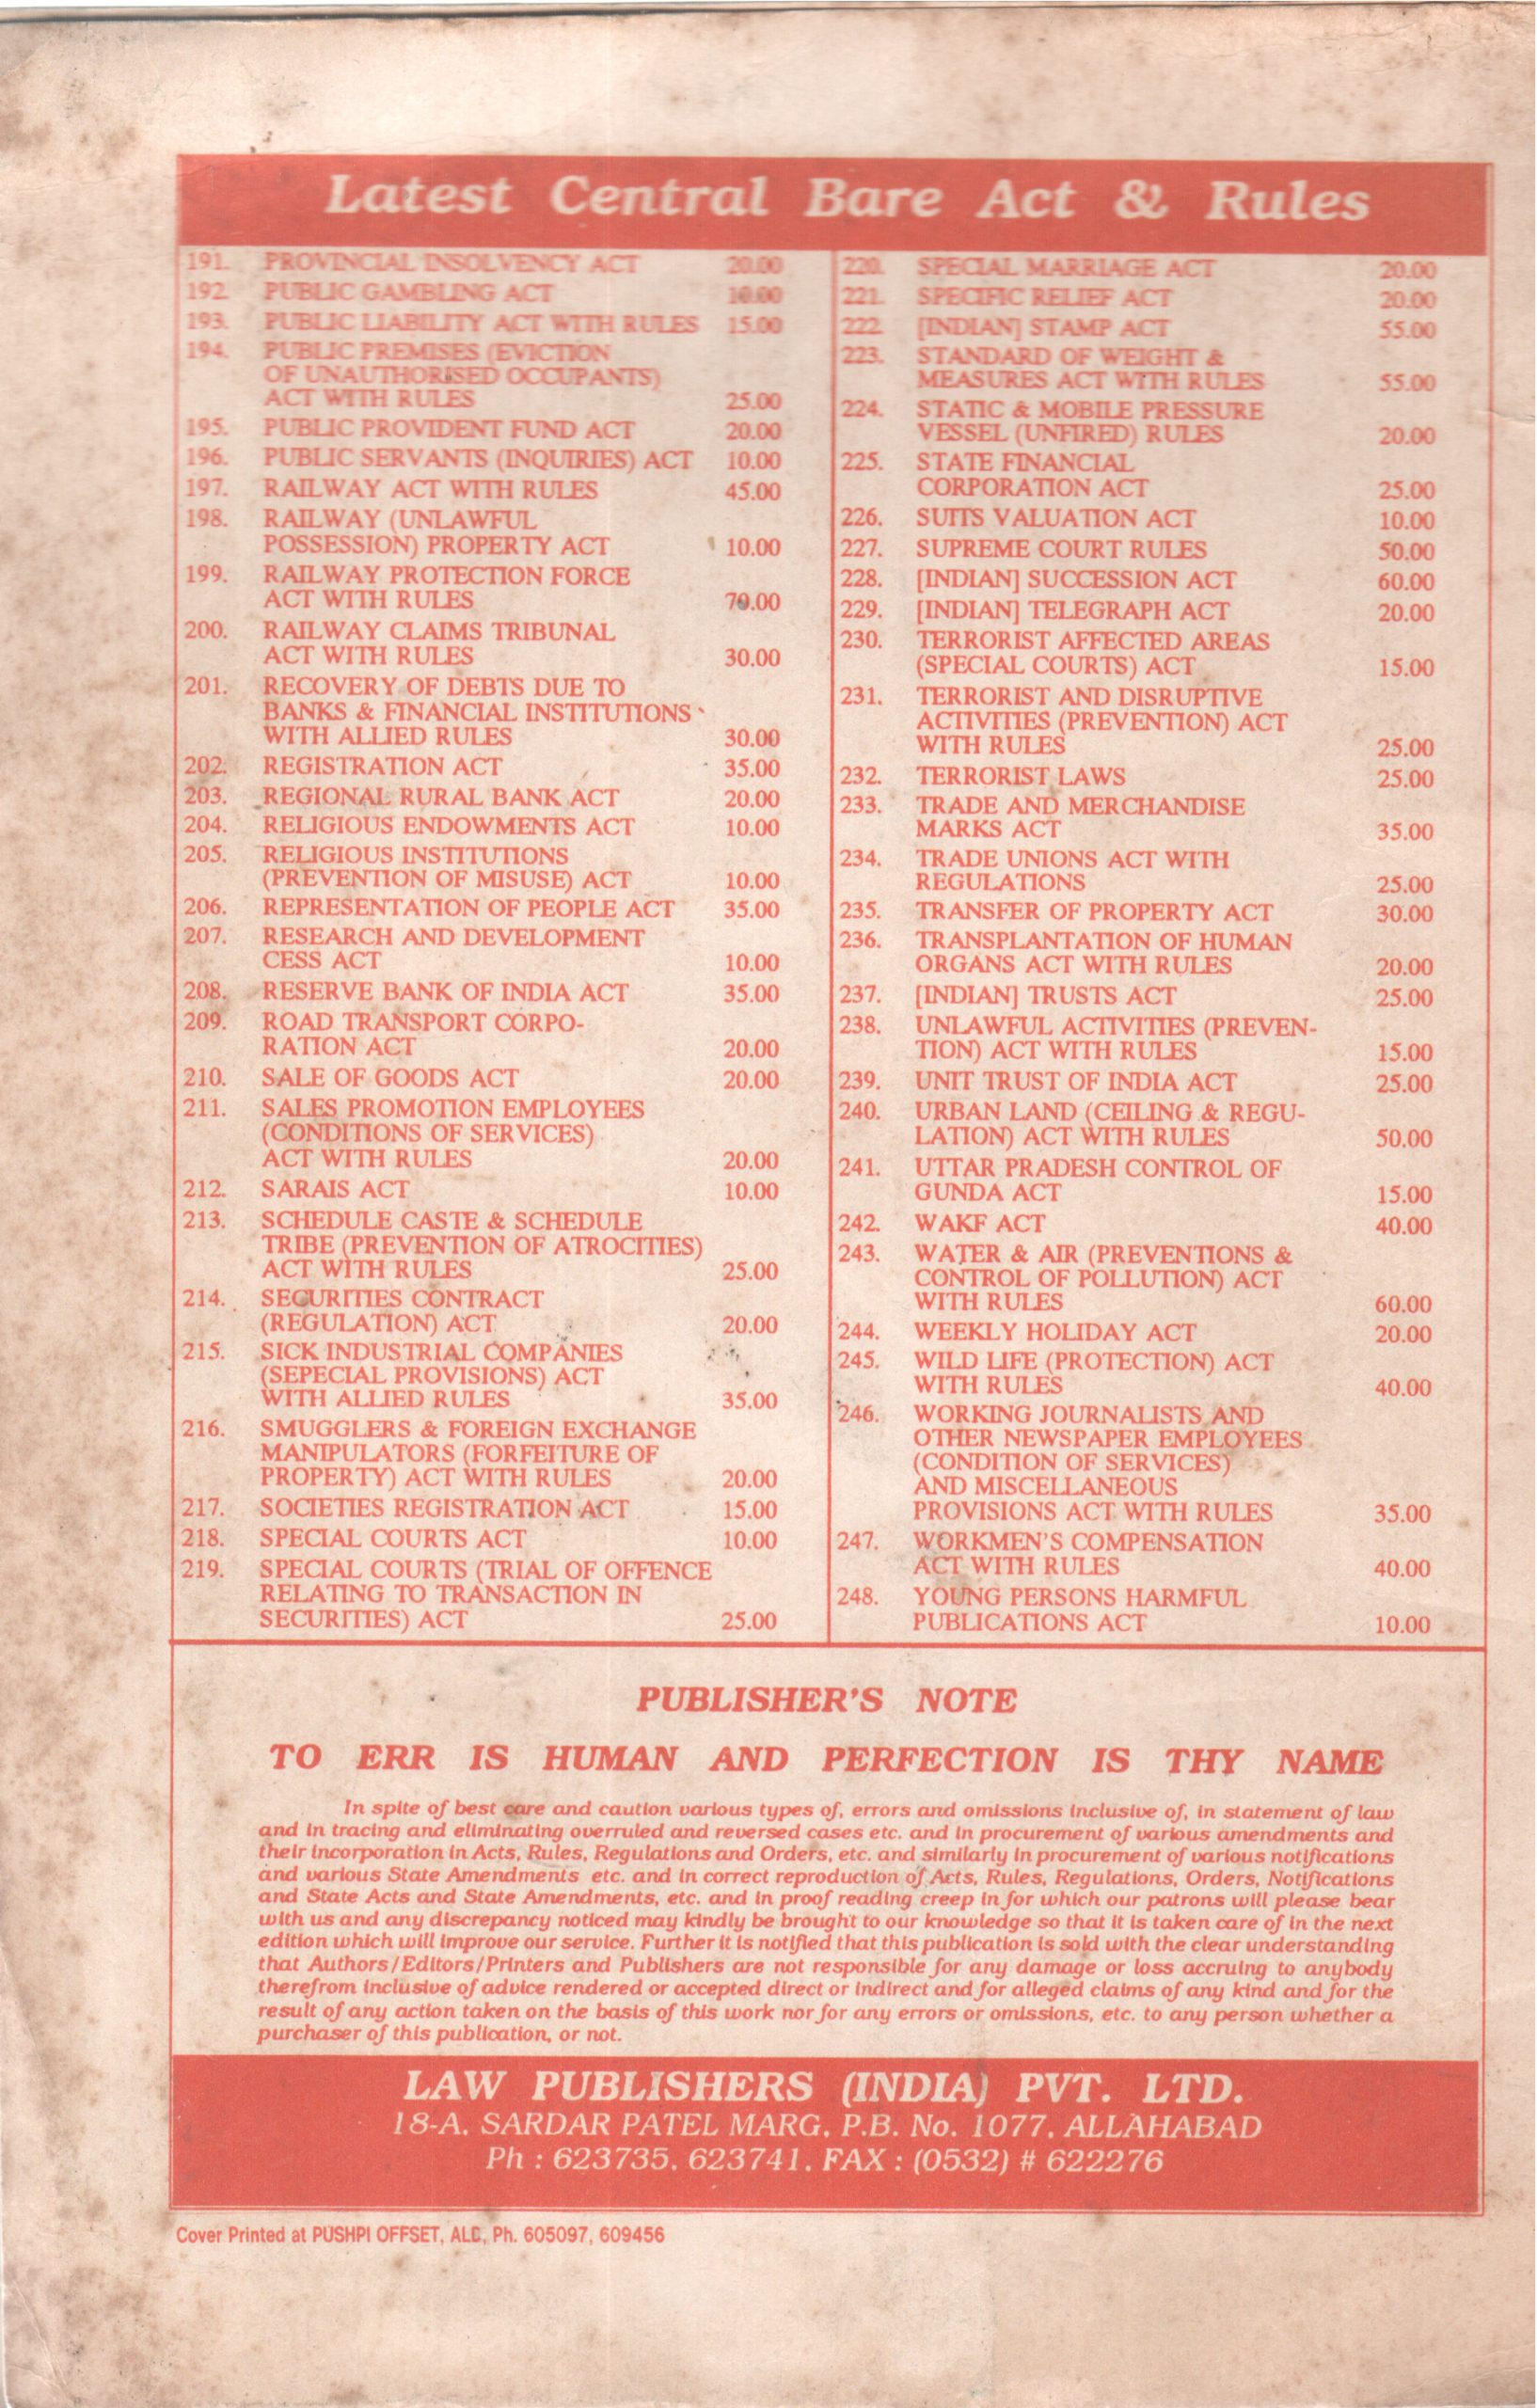 Latest Central Bare Act & Rules
191. PROVINCIAL INSOLVENCY ACT 20.00
192. PUBLIC GAMBLING ACT 10.00
193. PUBLIC LIABILITY ACT WITH RULES 15.00
194. PUBLIC PREMISES (EVICTION
OF UNAUTHORISED OCCUPANTS)
ACT WITH RULES 25.00
195. PUBLIC PROVIDENT FUND ACT 20.00
196. PUBLIC SERVANTS (INQUIRIES) ACT 10.00
197. RAILWAY ACT WITH RULES 45.00
198. RAILWAY (UNLAWFUL
POSSESSION) PROPERTY ACT 10.00
199. RAILWAY PROTECTION FORCE
ACT WITH RULES 70.00
200. RAILWAY CLAIMS TRIBUNAL
ACT WITH RULES 30.00
201. RECOVERY OF DEBTS DUE TO
BANKS & FINANCIAL INSTITUTIONS
WITH ALLIED RULES 30.00
202. REGISTRATION ACT 35.00
203. REGIONAL RURAL BANK ACT 20.00
204. RELIGIOUS ENDOWMENTS ACT 10.00
205. RELIGIOUS INSTITUTIONS
(PREVENTION OF MISUSE) ACT 10.00
206. REPRESENTATION OF PEOPLE ACT 35.00
207. RESEARCH AND DEVELOPMENT
CESS ACT 10.00
208. RESERVE BANK OF INDIA ACT 35.00
209. ROAD TRANSPORT CORPO-
RATION ACT 20.00
210. SALE OF GOODS ACT 20.00
211. SALES PROMOTION EMPLOYEES
(CONDITIONS OF SERVICES)
ACT WITH RULES 20.00
212. SARAIS ACT 10.00
213. SCHEDULE CASTE & SCHEDULE
TRIBE (PREVENTION OF ATROCITIES)
ACT WITH RULES 25.00
214. SECURITIES CONTRACT
(REGULATION) ACT 20.00
215. SICK INDUSTRIAL COMPANIES
(SEPECIAL PROVISIONS) ACT
WITH ALLIED RULES 35.00
216. SMUGGLERS & FOREIGN EXCHANGE
MANIPULATORS (FORFEITURE OF
PROPERTY) ACT WITH RULES 20.00
217. SOCIETIES REGISTRATION ACT 15.00
218. SPECIAL COURTS ACT 10.00
219. SPECIAL COURTS (TRIAL OF OFFENCE
RELATING TO TRANSACTION IN
SECURITIES) ACT 25.00
220. SPECIAL MARRIAGE ACT 20.00
221. SPECIFIC RELIEF ACT 20.00
222. [INDIAN] STAMP ACT 55.00
223. STANDARD OF WEIGHT &
MEASURES ACT WITH RULES 55.00
224. STATIC & MOBILE PRESSURE
VESSEL (UNFIRED) RULES 20.00
225. STATE FINANCIAL
CORPORATION ACT 25.00
226. SUITS VALUATION ACT 10.00
227. SUPREME COURT RULES 50.00
228. [INDIAN] SUCCESSION ACT 60.00
229. [INDIAN] TELEGRAPH ACT 20.00
230. TERRORIST AFFECTED AREAS
(SPECIAL COURTS) ACT 15.00
231. TERRORIST AND DISRUPTIVE
ACTIVITIES (PREVENTION) ACT
WITH RULES 25.00
232. TERRORIST LAWS 25.00
233. TRADE AND MERCHANDISE
MARKS ACT 35.00
234. TRADE UNIONS ACT WITH
REGULATIONS 25.00
235. TRANSFER OF PROPERTY ACT 30.00
236. TRANSPLANTATION OF HUMAN
ORGANS ACT WITH RULES 20.00
237. [INDIAN] TRUSTS ACT 25.00
238. UNLAWFUL ACTIVITIES (PREVEN-
TION) ACT WITH RULES 15.00
239. UNIT TRUST OF INDIA ACT 25.00
240. URBAN LAND (CEILING & REGU-
LATION) ACT WITH RULES 50.00
241. UTTAR PRADESH CONTROL OF
GUNDA ACT 15.00
242. WAKF ACT 40.00
243. WATER & AIR (PREVENTIONS &
CONTROL OF POLLUTION) ACT
WITH RULES 60.00
244. WEEKLY HOLIDAY ACT 20.00
245. WILD LIFE (PROTECTION) ACT
WITH RULES 40.00
246. WORKING JOURNALISTS AND
OTHER NEWSPAPER EMPLOYEES
(CONDITION OF SERVICES)
AND MISCELLANEOUS
PROVISIONS ACT WITH RULES 35.00
247. WORKMEN'S COMPENSATION
ACT WITH RULES 40.00
248. YOUNG PERSONS HARMFUL
PUBLICATIONS ACT 10.00
PUBLISHER'S NOTE
TO ERR IS HUMAN AND PERFECTION IS THY NAME
In spite of best care and caution various types of, errors and omissions inclusive of, in statement of law
and in tracing and eliminating overruled and reversed cases etc. and in procurement of various amendments and
their incorporation in Acts, Rules, Regulations and Orders, etc. and similarly in procurement of various notifications
and various State Amendments etc. and in correct reproduction of Acts, Rules, Regulations, Orders, Notifications
and State Acts and State Amendments, etc. and in proof reading creep in for which our patrons will please bear
with us and any discrepancy noticed may kindly be brought to our knowledge so that it is taken care of in the next
edition which will improve our service. Further it is notified that this publication is sold with the clear understanding
that Authors/Editors/Printers and Publishers are not responsible for any damage or loss accruing to anybody
therefrom inclusive of advice rendered or accepted direct or indirect and for alleged claims of any kind and for the
result of any action taken on the basis of this work nor for any errors or omissions, etc. to any person whether a
purchaser of this publication, or not.
LAW PUBLISHERS (INDIA) PVT. LTD.
18-A, SARDAR PATEL MARG, P.B. No. 1077, ALLAHABAD
Ph : 623735, 623741, FAX : (0532) # 622276
Cover Printed at PUSHPI OFFSET, ALD, Ph. 605097, 609456